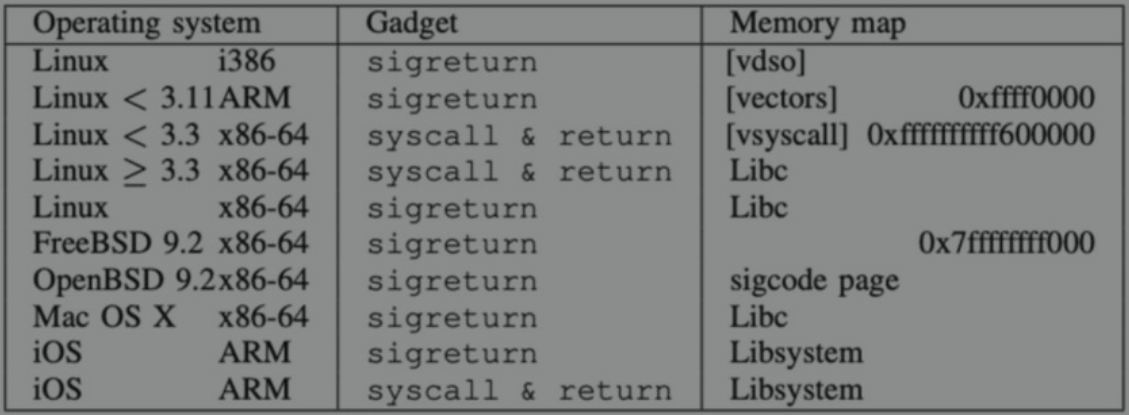 Operating system Gadget Memory map
Linux i386 sigreturn [vdso]
Linux < 3.11 ARM sigreturn [vectors] 0xffff0000
Linux < 3.3 x86-64 syscall & return [vsyscall] 0xffffffffff600000
Linux ≥ 3.3 x86-64 syscall & return Libc
Linux x86-64 sigreturn Libc
FreeBSD 9.2 x86-64 sigreturn 0x7ffffffff000
OpenBSD 9.2 x86-64 sigreturn sigcode page
Mac OS X x86-64 sigreturn Libc
iOS ARM sigreturn Libsystem
iOS ARM syscall & return Libsystem